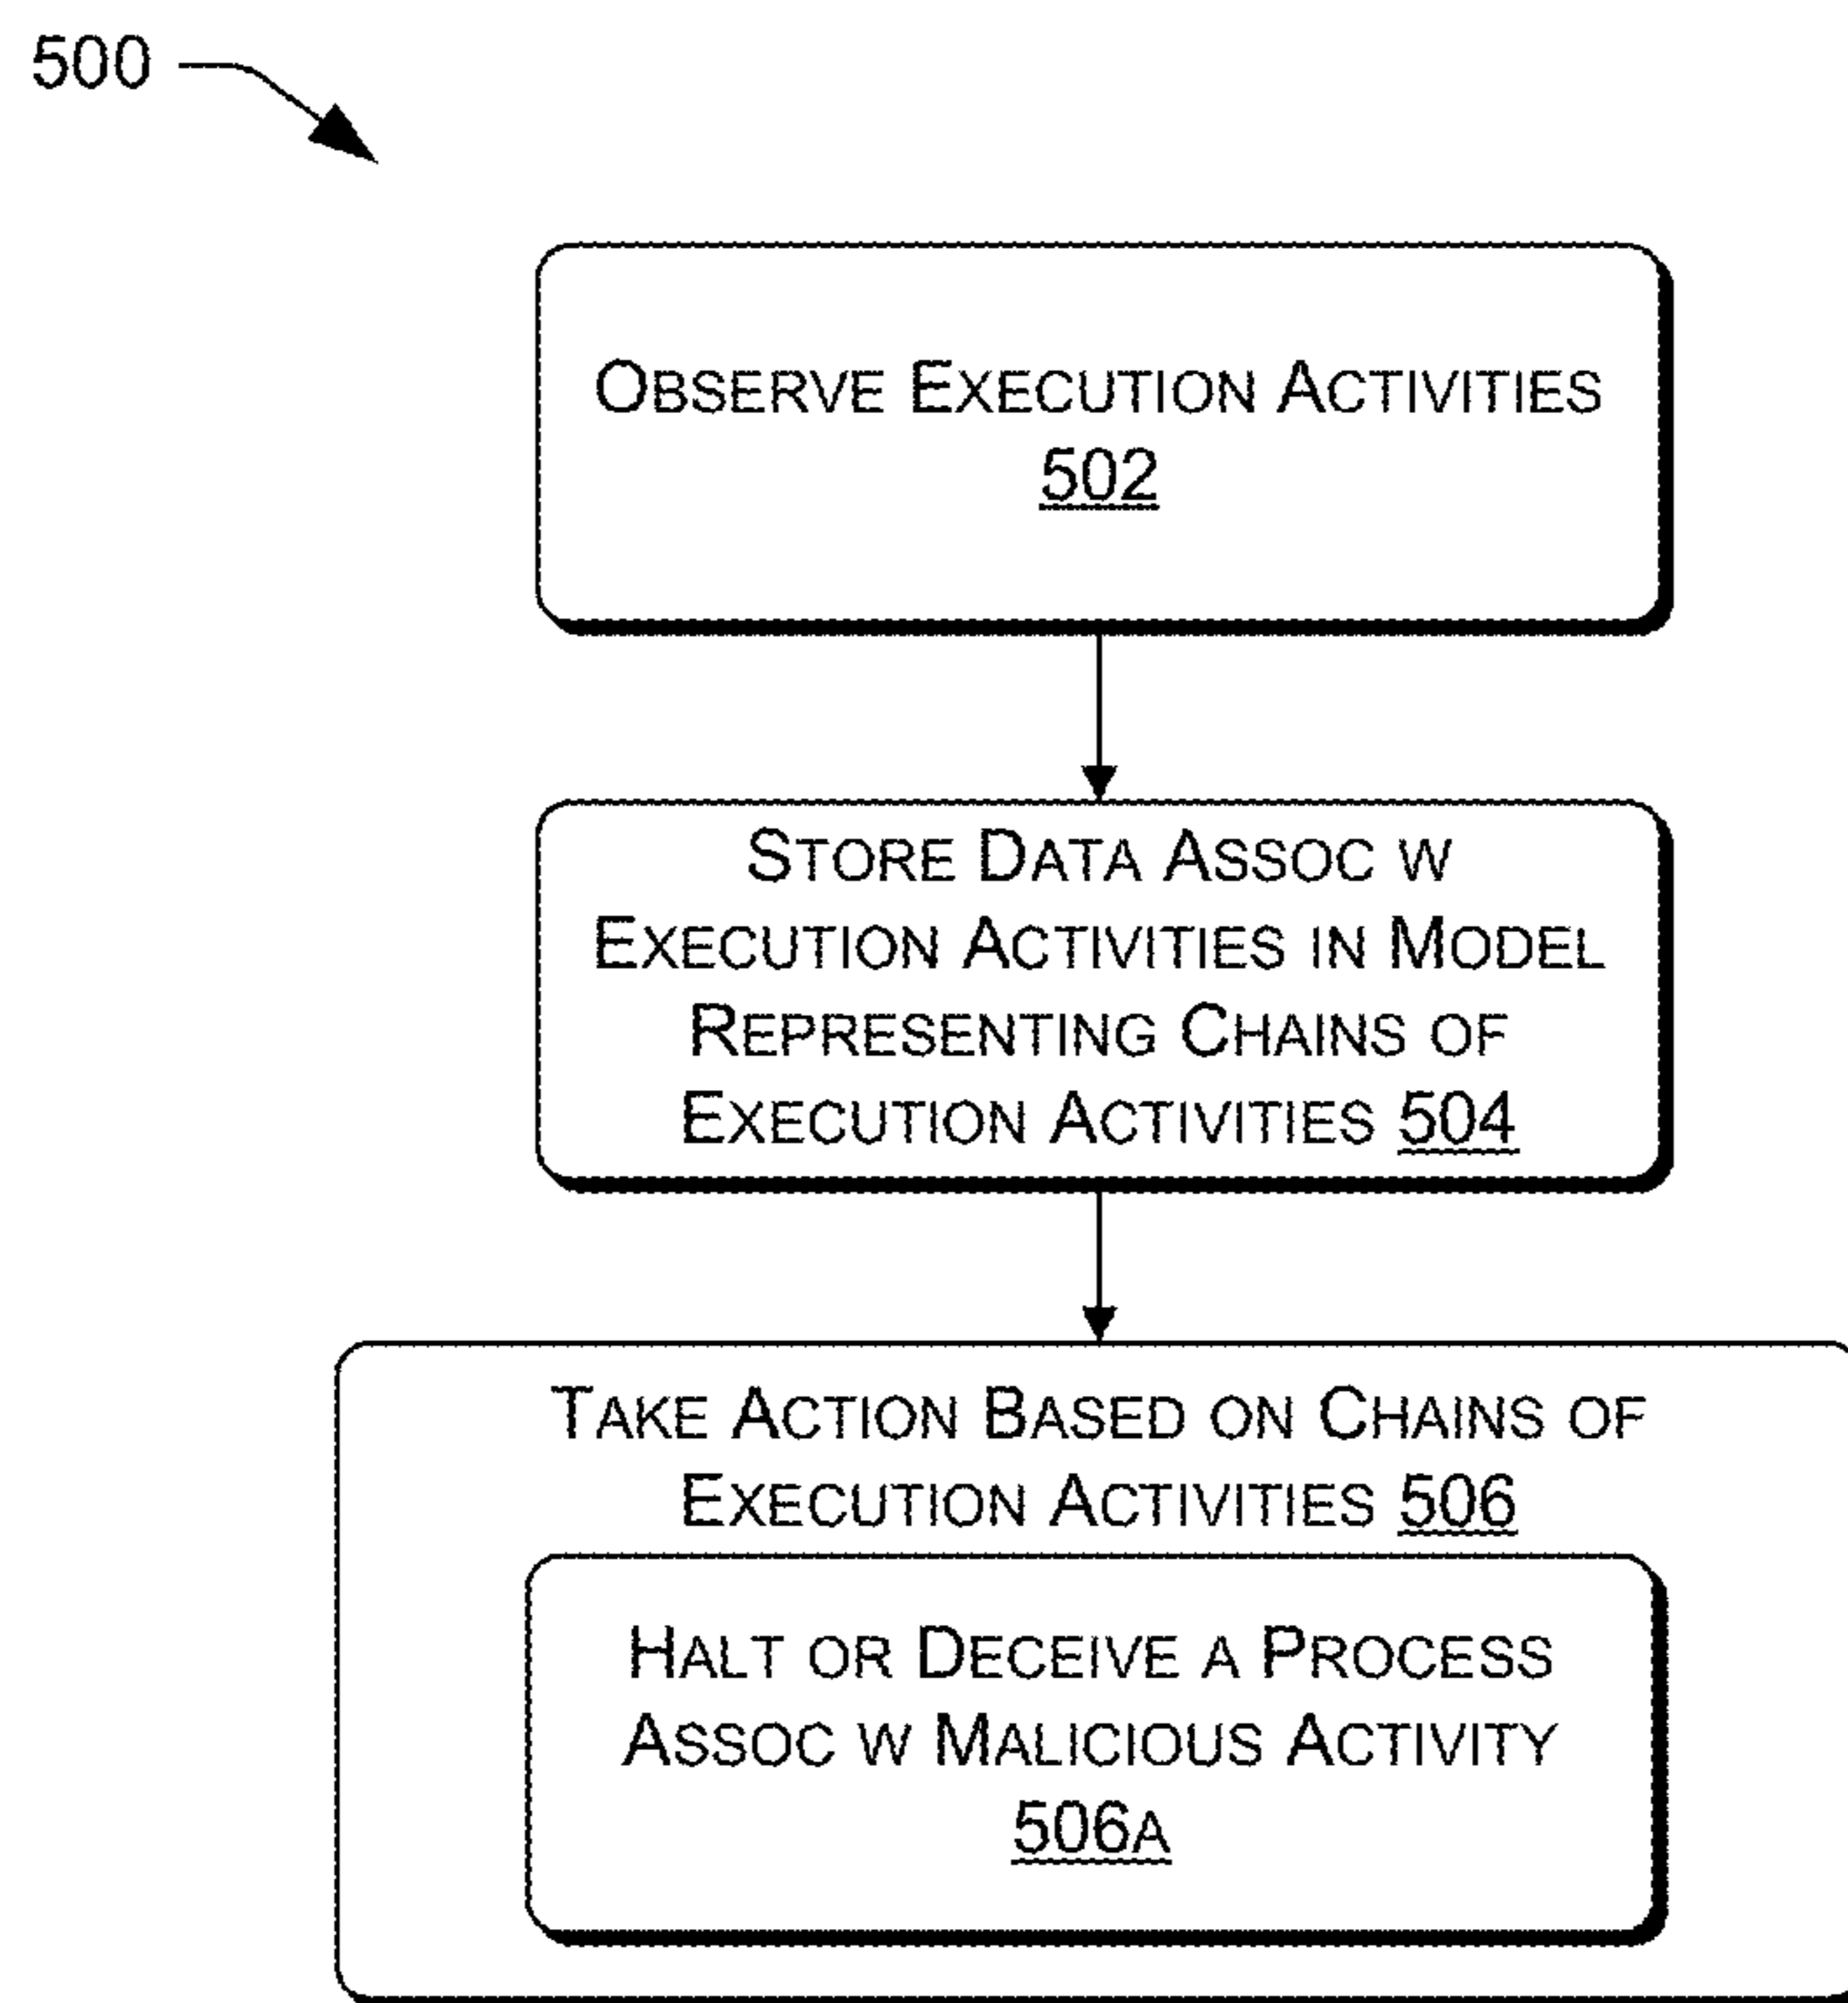 500
OBSERVE EXECUTION ACTIVITIES
502
STORE DATA ASSOC W
EXECUTION ACTIVITIES IN MODEL
REPRESENTING CHAINS OF
EXECUTION ACTIVITIES 504
TAKE ACTION BASED ON CHAINS OF
EXECUTION ACTIVITIES 506
HALT OR DECEIVE A PROCESS
ASSOC W MALICIOUS ACTIVITY
506A